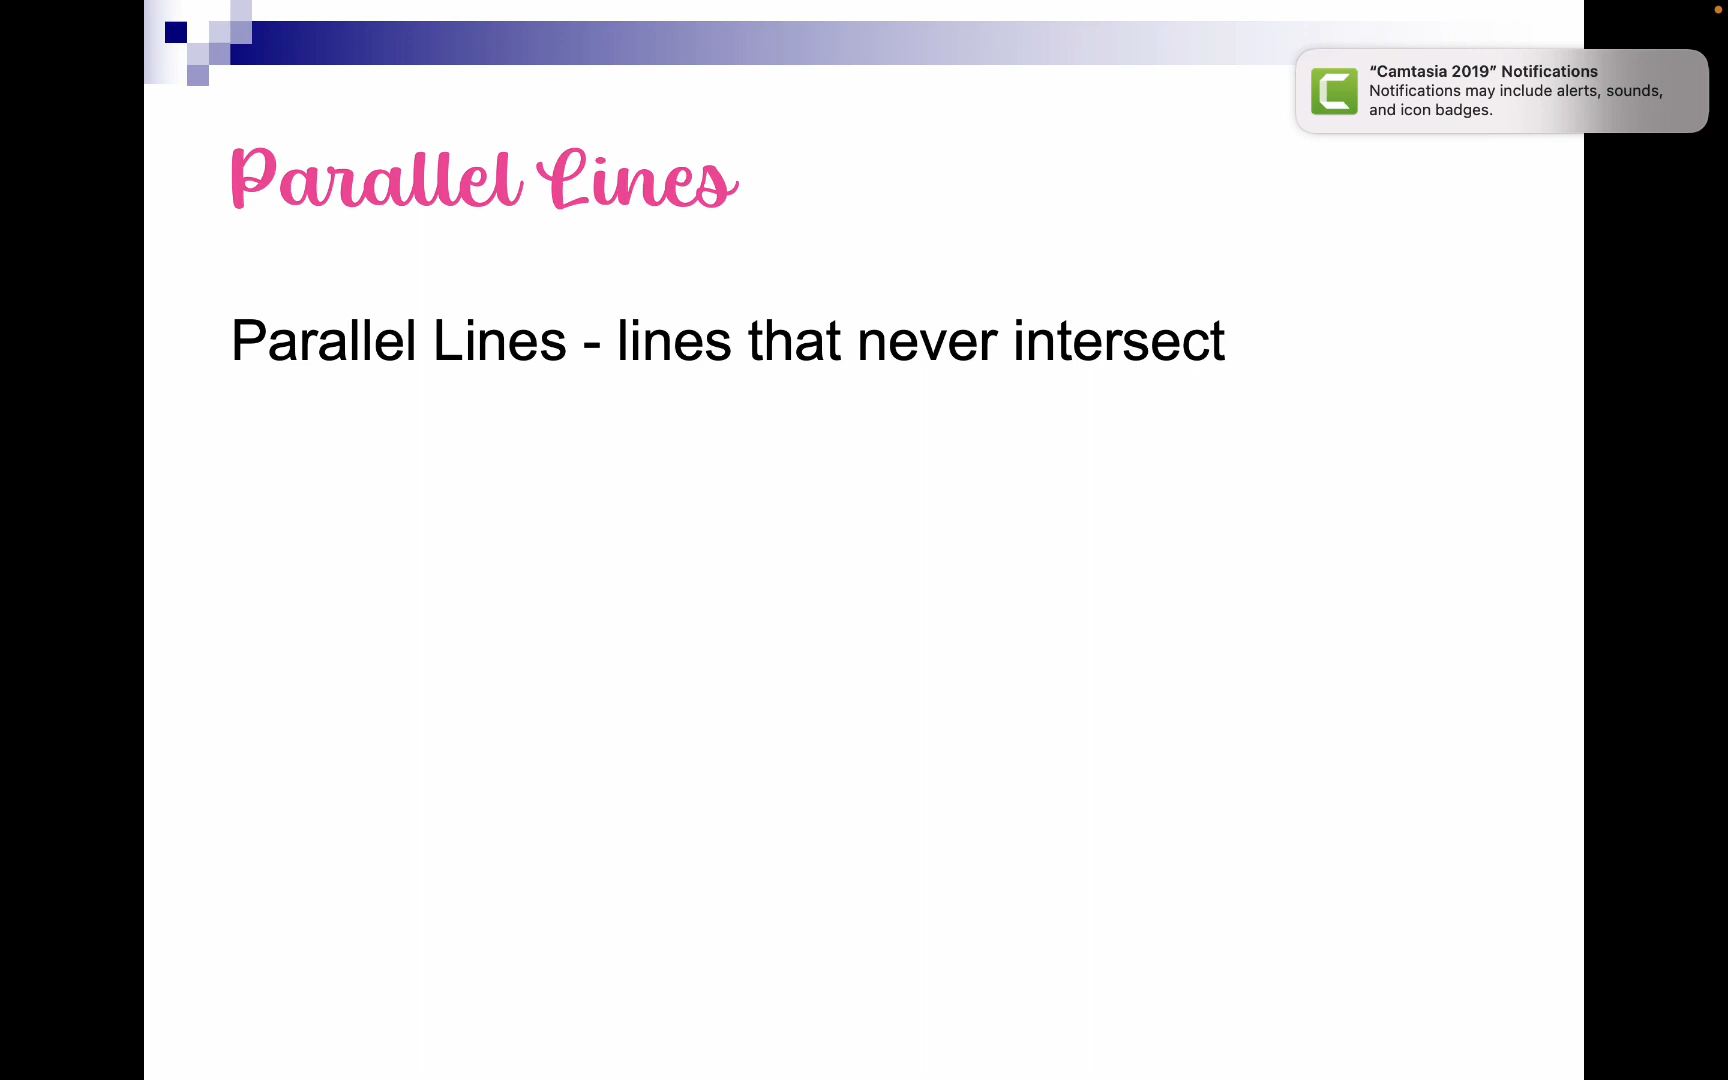 “Camtasia 2019” Notifications
Notifications may include alerts, sounds,
and icon badges.
Parallel Lines
Parallel Lines - lines that never intersect